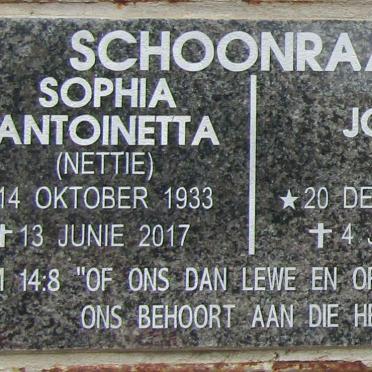 SCHOONRAA
SOPHIA
ANTOINETTA
(NETTIE)
14 OKTOBER 1933
✝ 13 JUNIE 2017
JO
★ 20 DE
✝ 4 J
M 14:8 "OF ONS DAN LEWE EN OF
ONS BEHOORT AAN DIE HE